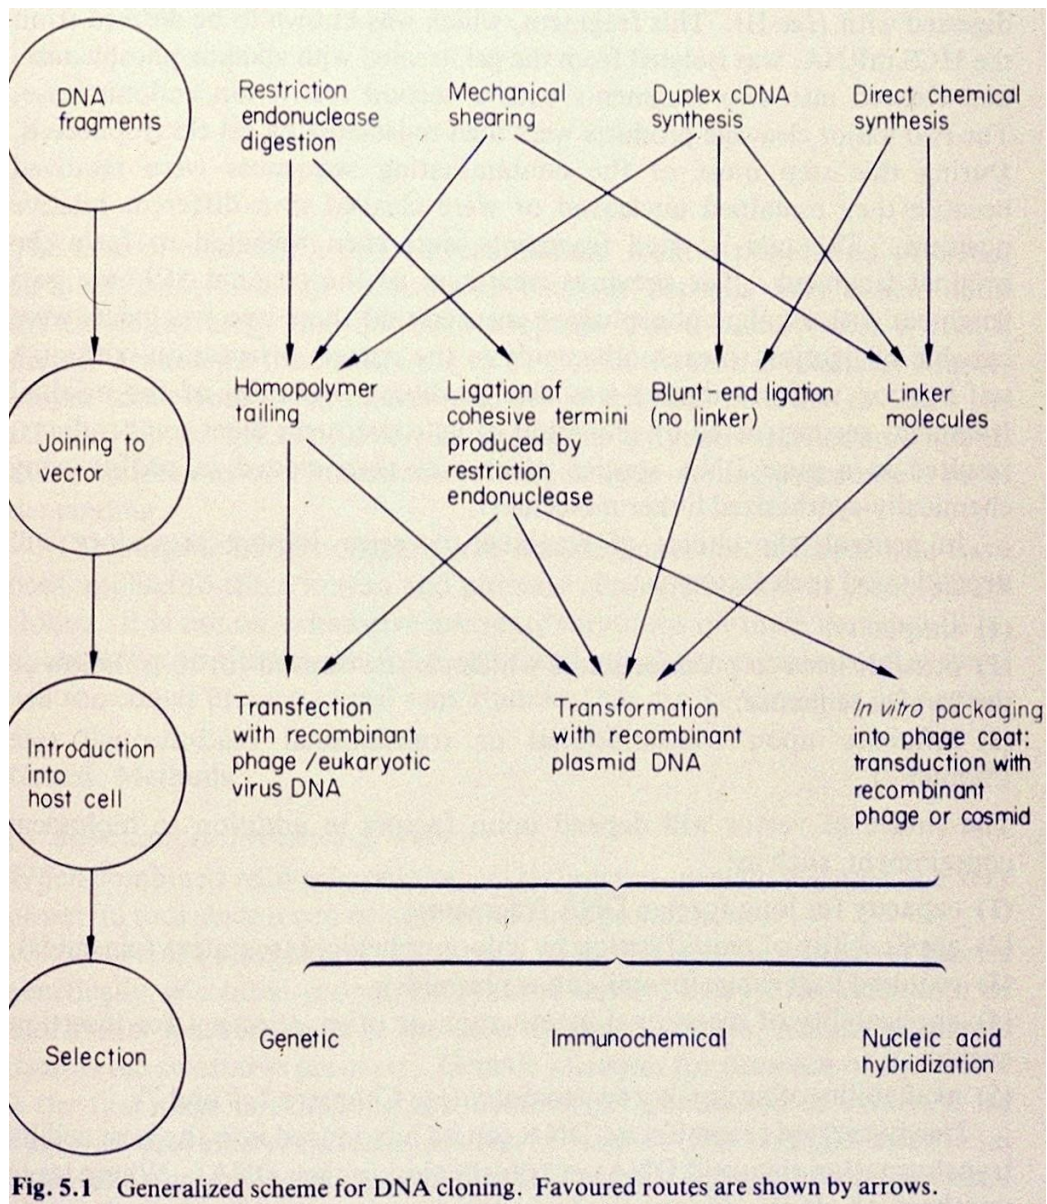 DNA
fragments
Restriction
endonuclease
digestion
Mechanical
shearing
Duplex cDNA
synthesis
Direct chemical
synthesis
Joining to
vector
Homopolymer
tailing
Ligation of
cohesive termini
produced by
restriction
endonuclease
Blunt-end ligation
(no linker)
Linker
molecules
Introduction
into
host cell
Transfection
with recombinant
phage/eukaryotic
virus DNA
Transformation
with recombinant
plasmid DNA
In vitro packaging
into phage coat:
transduction with
recombinant
phage or cosmid
Selection
Genetic
Immunochemical
Nucleic acid
hybridization
Fig. 5.1 Generalized scheme for DNA cloning. Favoured routes are shown by arrows.